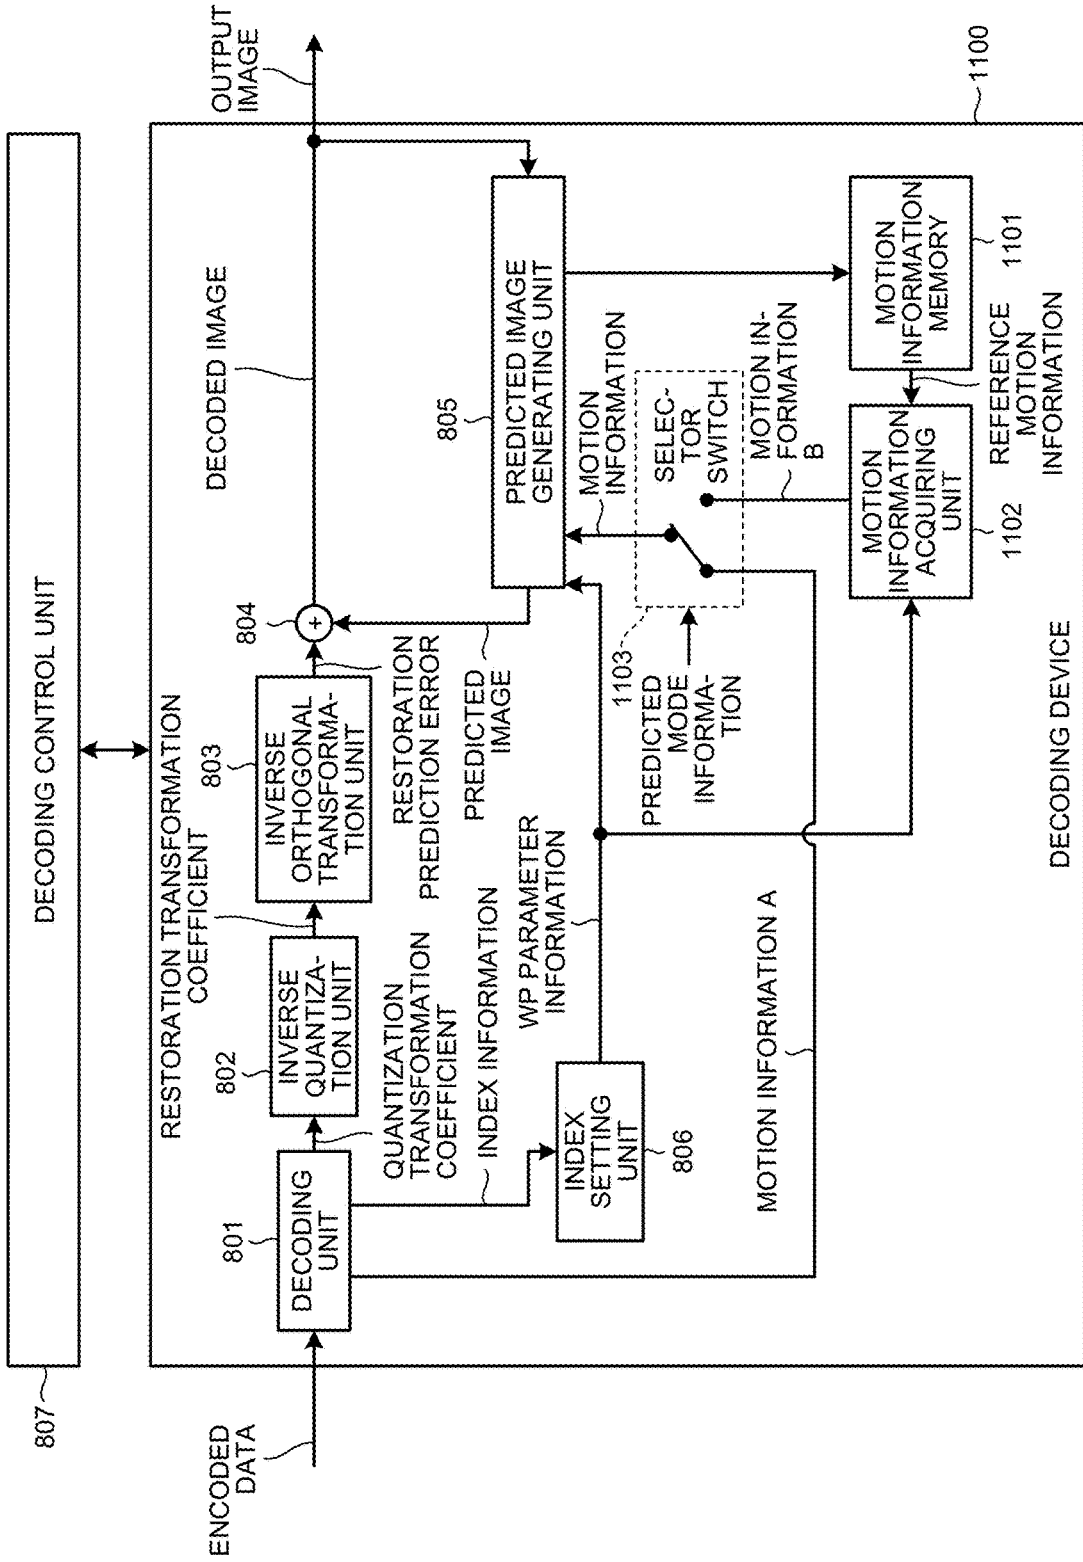 807
DECODING CONTROL UNIT
ENCODED
DATA
RESTORATION TRANSFORMATION
COEFFICIENT
801
DECODING
UNIT
802
INVERSE
QUANTIZA-
TION UNIT
803
INVERSE
ORTHOGONAL
TRANSFORMA-
TION UNIT
804
+
DECODED IMAGE
OUTPUT
IMAGE
QUANTIZATION
TRANSFORMATION
COEFFICIENT
INDEX INFORMATION
RESTORATION
PREDICTION ERROR
PREDICTED
IMAGE
805
PREDICTED IMAGE
GENERATING UNIT
INDEX
SETTING
UNIT
806
WP PARAMETER
INFORMATION
MOTION
INFORMATION
1103
PREDICTED
MODE
INFORMA-
TION
SELEC-
TOR
SWITCH
MOTION IN-
FORMATION
B
MOTION INFORMATION A
MOTION
INFORMATION
ACQUIRING
UNIT
1102
MOTION
INFORMATION
MEMORY
1101
REFERENCE
MOTION
INFORMATION
DECODING DEVICE
1100